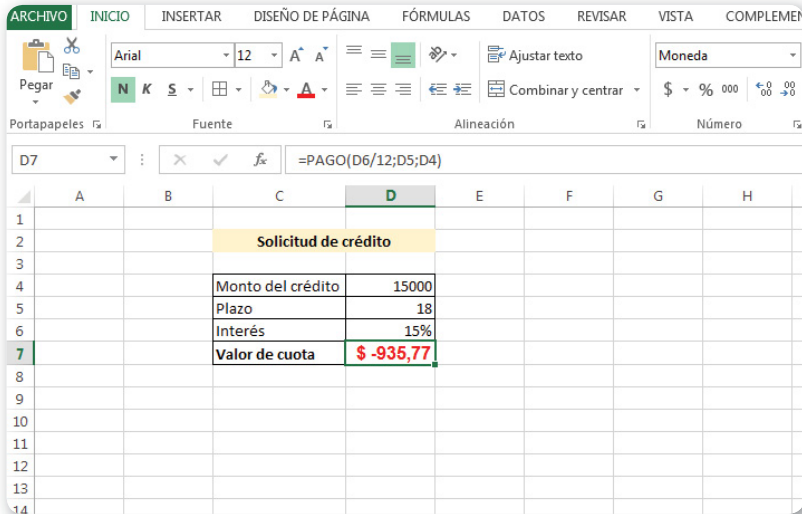 ARCHIVO INICIO INSERTAR DISEÑO DE PÁGINA FÓRMULAS DATOS REVISAR VISTA COMPLEMEN
Arial 12 A A Ajustar texto Moneda
Pegar N K S A Combinar y centrar $ % 000
Portapapeles Fuente Alineación Número
D7 fx =PAGO(D6/12;D5;D4)
A B C D E F G H
1
2 Solicitud de crédito
3
4 Monto del crédito 15000
5 Plazo 18
6 Interés 15%
7 Valor de cuota $ -935,77
8
9
10
11
12
13
14